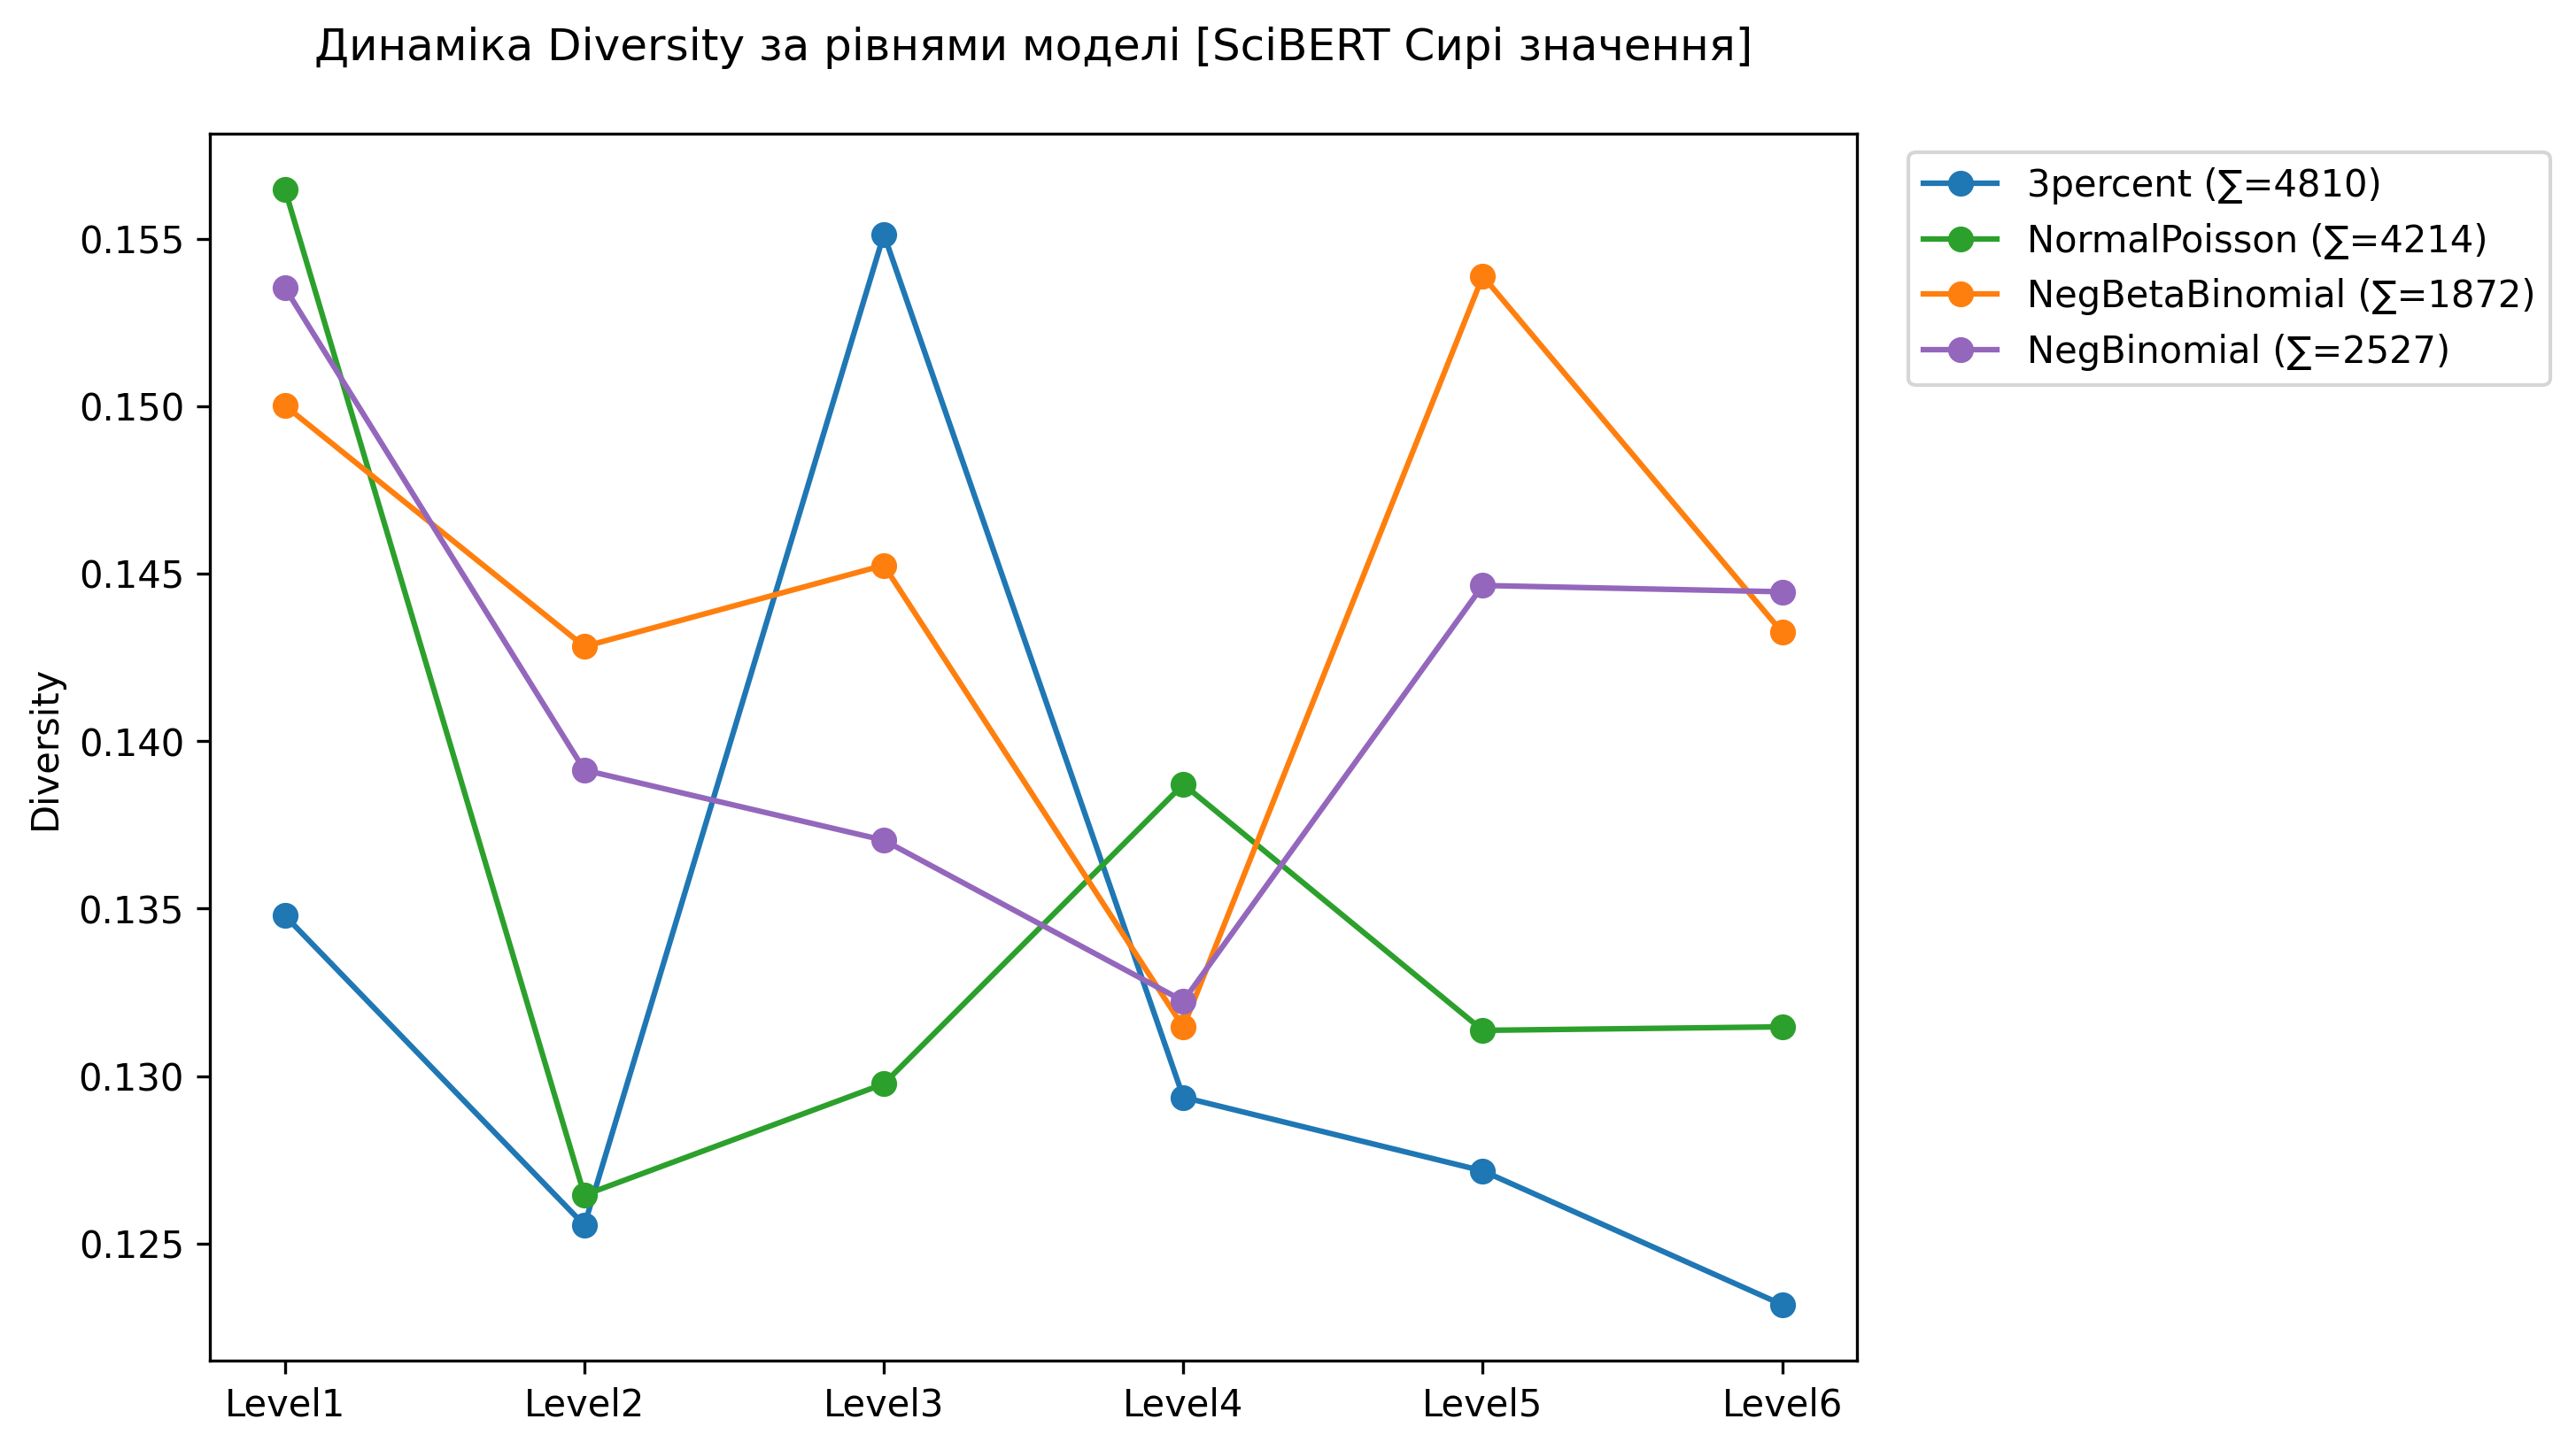 Динаміка Diversity за рівнями моделі [SciBERT Сирі значення]
3percent (∑=4810)
NormalPoisson (∑=4214)
NegBetaBinomial (∑=1872)
NegBinomial (∑=2527)
Diversity
0.155
0.150
0.145
0.140
0.135
0.130
0.125
Level1
Level2
Level3
Level4
Level5
Level6